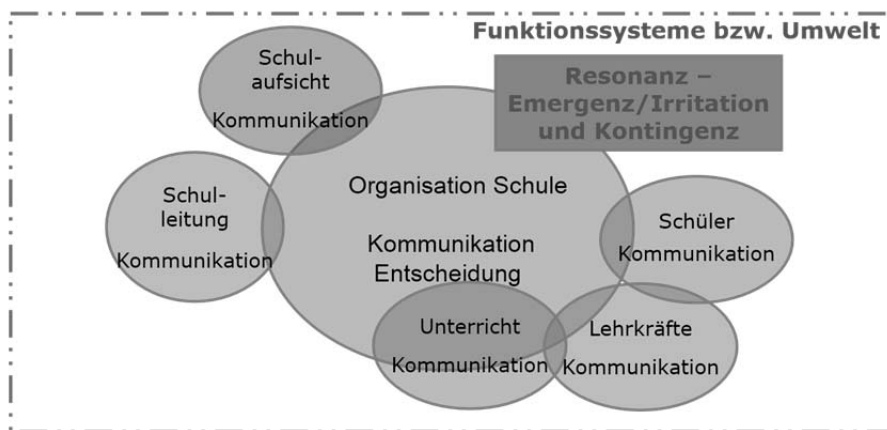 Funktionssysteme bzw. Umwelt
Resonanz –
Emergenz/Irritation
und Kontingenz
Schul-
aufsicht
Kommunikation
Organisation Schule
Kommunikation
Entscheidung
Schul-
leitung
Kommunikation
Schüler
Kommunikation
Unterricht
Kommunikation
Lehrkräfte
Kommunikation